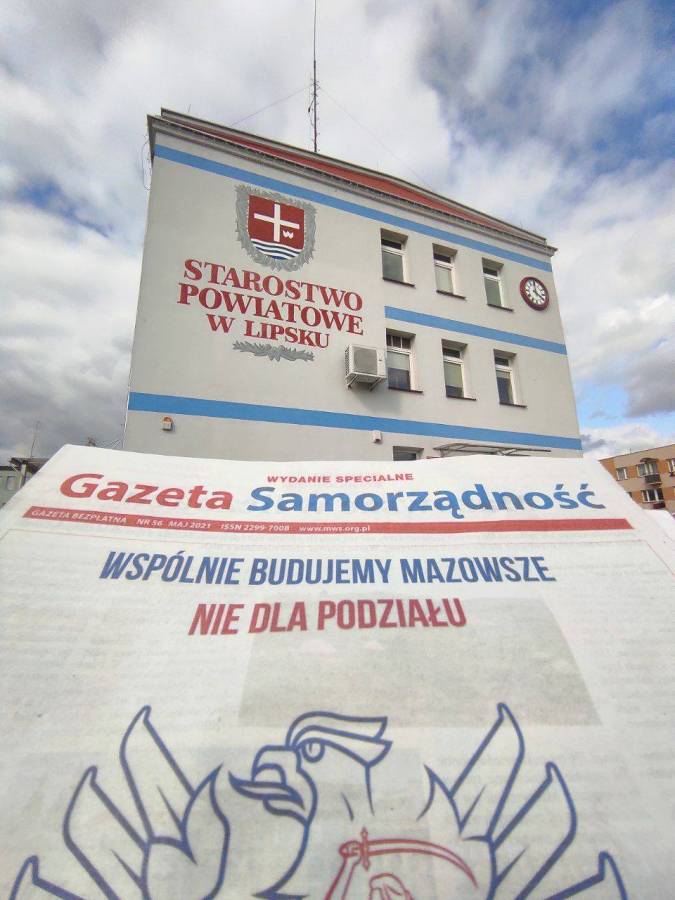 STAROSTWO
POWIATOWE
W LIPSKU
WYDANIE SPECIALNE
Gazeta Samorządność
GAZETA BEZPŁATNA NR 56 MAJ 2021 ISSN 2299-7008 www.mws.org.pl
WSPÓLNIE BUDUJEMY MAZOWSZE
NIE DLA PODZIAŁU